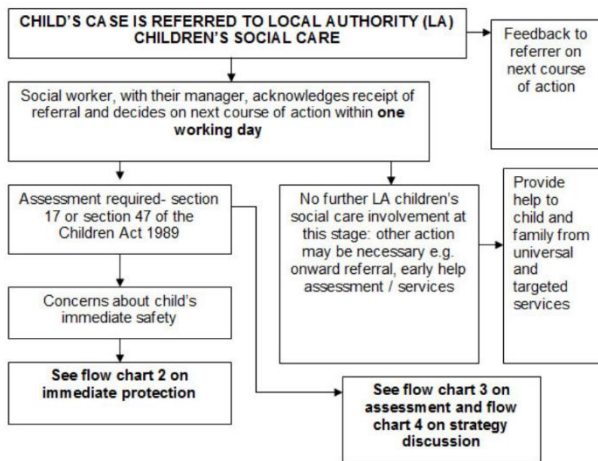 CHILD'S CASE IS REFERRED TO LOCAL AUTHORITY (LA)
CHILDREN'S SOCIAL CARE
Feedback to
referrer on
next course
of action
Social worker, with their manager, acknowledges receipt of
referral and decides on next course of action within one
working day
Assessment required- section
17 or section 47 of the
Children Act 1989
No further LA children's
social care involvement at
this stage: other action
may be necessary e.g.
onward referral, early help
assessment / services
Provide
help to
child and
family from
universal
and
targeted
services
Concerns about child's
immediate safety
See flow chart 2 on
immediate protection
See flow chart 3 on
assessment and flow
chart 4 on strategy
discussion